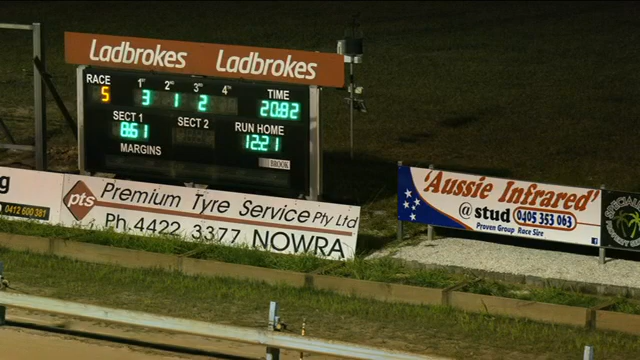 Ladbrokes Ladbrokes
RACE 1st 2nd 3rd 4th TIME
5 3 1 2 20.82
SECT 1 SECT 2 RUN HOME
8.61 12.21
MARGINS BROOK
0412 600 381
pts Premium Tyre Service Pty Ltd
Ph. 4422 3377 NOWRA
'Aussie Infrared'
@ stud 0405 353 063
Proven Group Race Sire